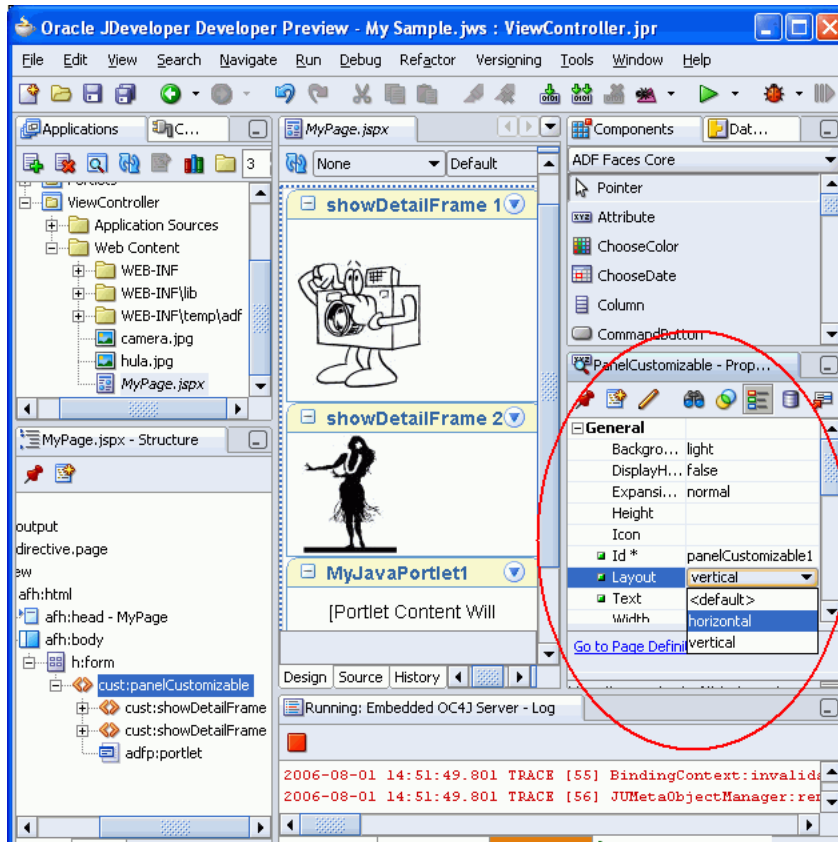 Oracle JDeveloper Developer Preview - My Sample.jws : ViewController.jpr
File Edit View Search Navigate Run Debug Refactor Versioning Tools Window Help
Applications
C...
3
ViewController
Application Sources
Web Content
WEB-INF
WEB-INF\lib
WEB-INF\temp\adf
camera.jpg
hula.jpg
MyPage.jspx
MyPage.jspx - Structure
output
directive.page
ew
afh:html
afh:head - MyPage
afh:body
h:form
cust:panelCustomizable
cust:showDetailFrame
cust:showDetailFrame
adfp:portlet
MyPage.jspx
None
Default
showDetailFrame 1
showDetailFrame 2
MyJavaPortlet1
[Portlet Content Will
Design Source History
Components
Dat...
ADF Faces Core
Pointer
Attribute
ChooseColor
ChooseDate
Column
CommandButton
PanelCustomizable - Prop...
General
Backgro... light
DisplayH... false
Expansi... normal
Height
Icon
Id * panelCustomizable1
Layout vertical
Text <default>
Width horizontal
vertical
Go to Page Defini
Running: Embedded OC4J Server - Log
2006-08-01 14:51:49.801 TRACE [55] BindingContext:invalida
2006-08-01 14:51:49.801 TRACE [56] JUMetaObjectManager:ren